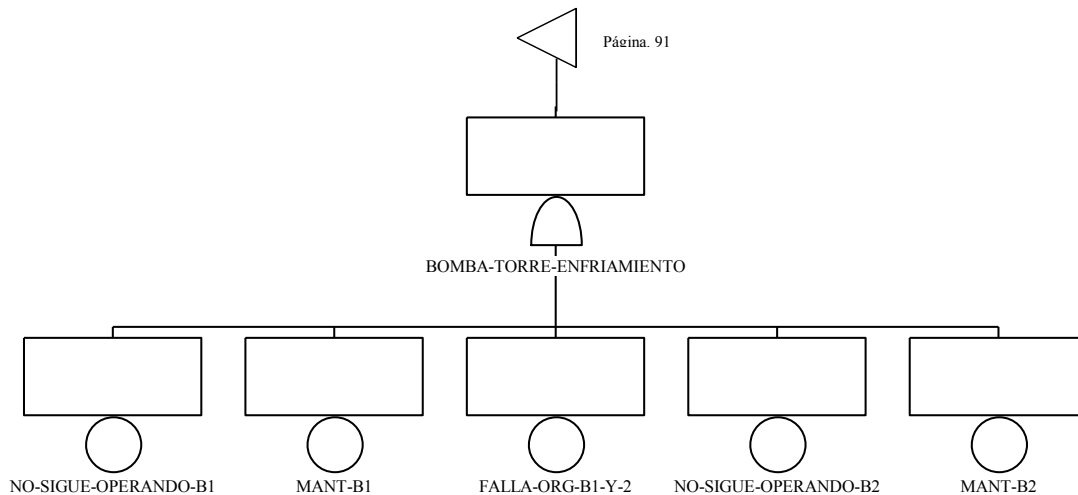 Página. 91
BOMBA-TORRE-ENFRIAMIENTO
NO-SIGUE-OPERANDO-B1
MANT-B1
FALLA-ORG-B1-Y-2
NO-SIGUE-OPERANDO-B2
MANT-B2